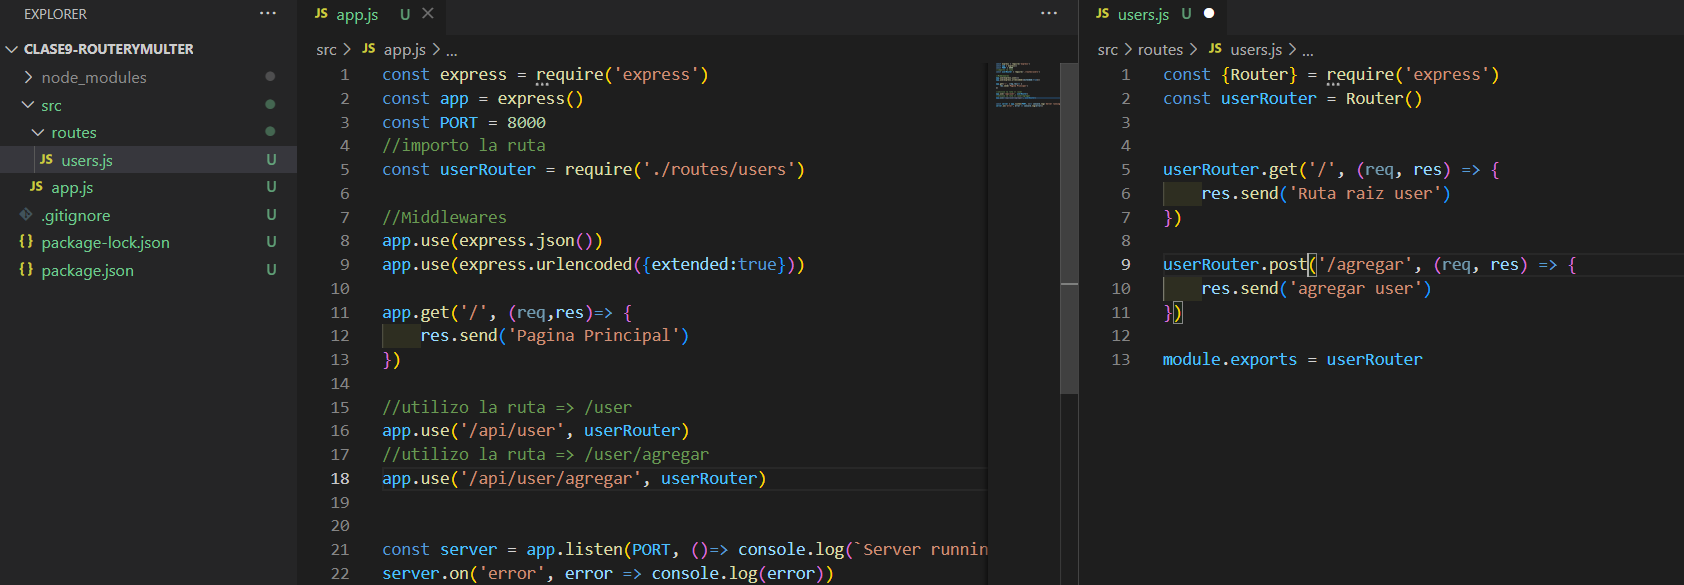 EXPLORER
CLASE9-ROUTERYMULTER
node_modules
src
routes
JS users.js U
JS app.js U
.gitignore U
{} package-lock.json U
{} package.json U
JS app.js U
src > JS app.js > ...
1 const express = require('express')
2 const app = express()
3 const PORT = 8000
4 //importo la ruta
5 const userRouter = require('./routes/users')
6
7 //Middlewares
8 app.use(express.json())
9 app.use(express.urlencoded({extended:true}))
10
11 app.get('/', (req,res)=> {
12 res.send('Pagina Principal')
13 })
14
15 //utilizo la ruta => /user
16 app.use('/api/user', userRouter)
17 //utilizo la ruta => /user/agregar
18 app.use('/api/user/agregar', userRouter)
19
20
21 const server = app.listen(PORT, ()=> console.log(`Server runnin
22 server.on('error', error => console.log(error))
JS users.js U
src > routes > JS users.js > ...
1 const {Router} = require('express')
2 const userRouter = Router()
3
4
5 userRouter.get('/', (req, res) => {
6 res.send('Ruta raiz user')
7 })
8
9 userRouter.post('/agregar', (req, res) => {
10 res.send('agregar user')
11 })
12
13 module.exports = userRouter